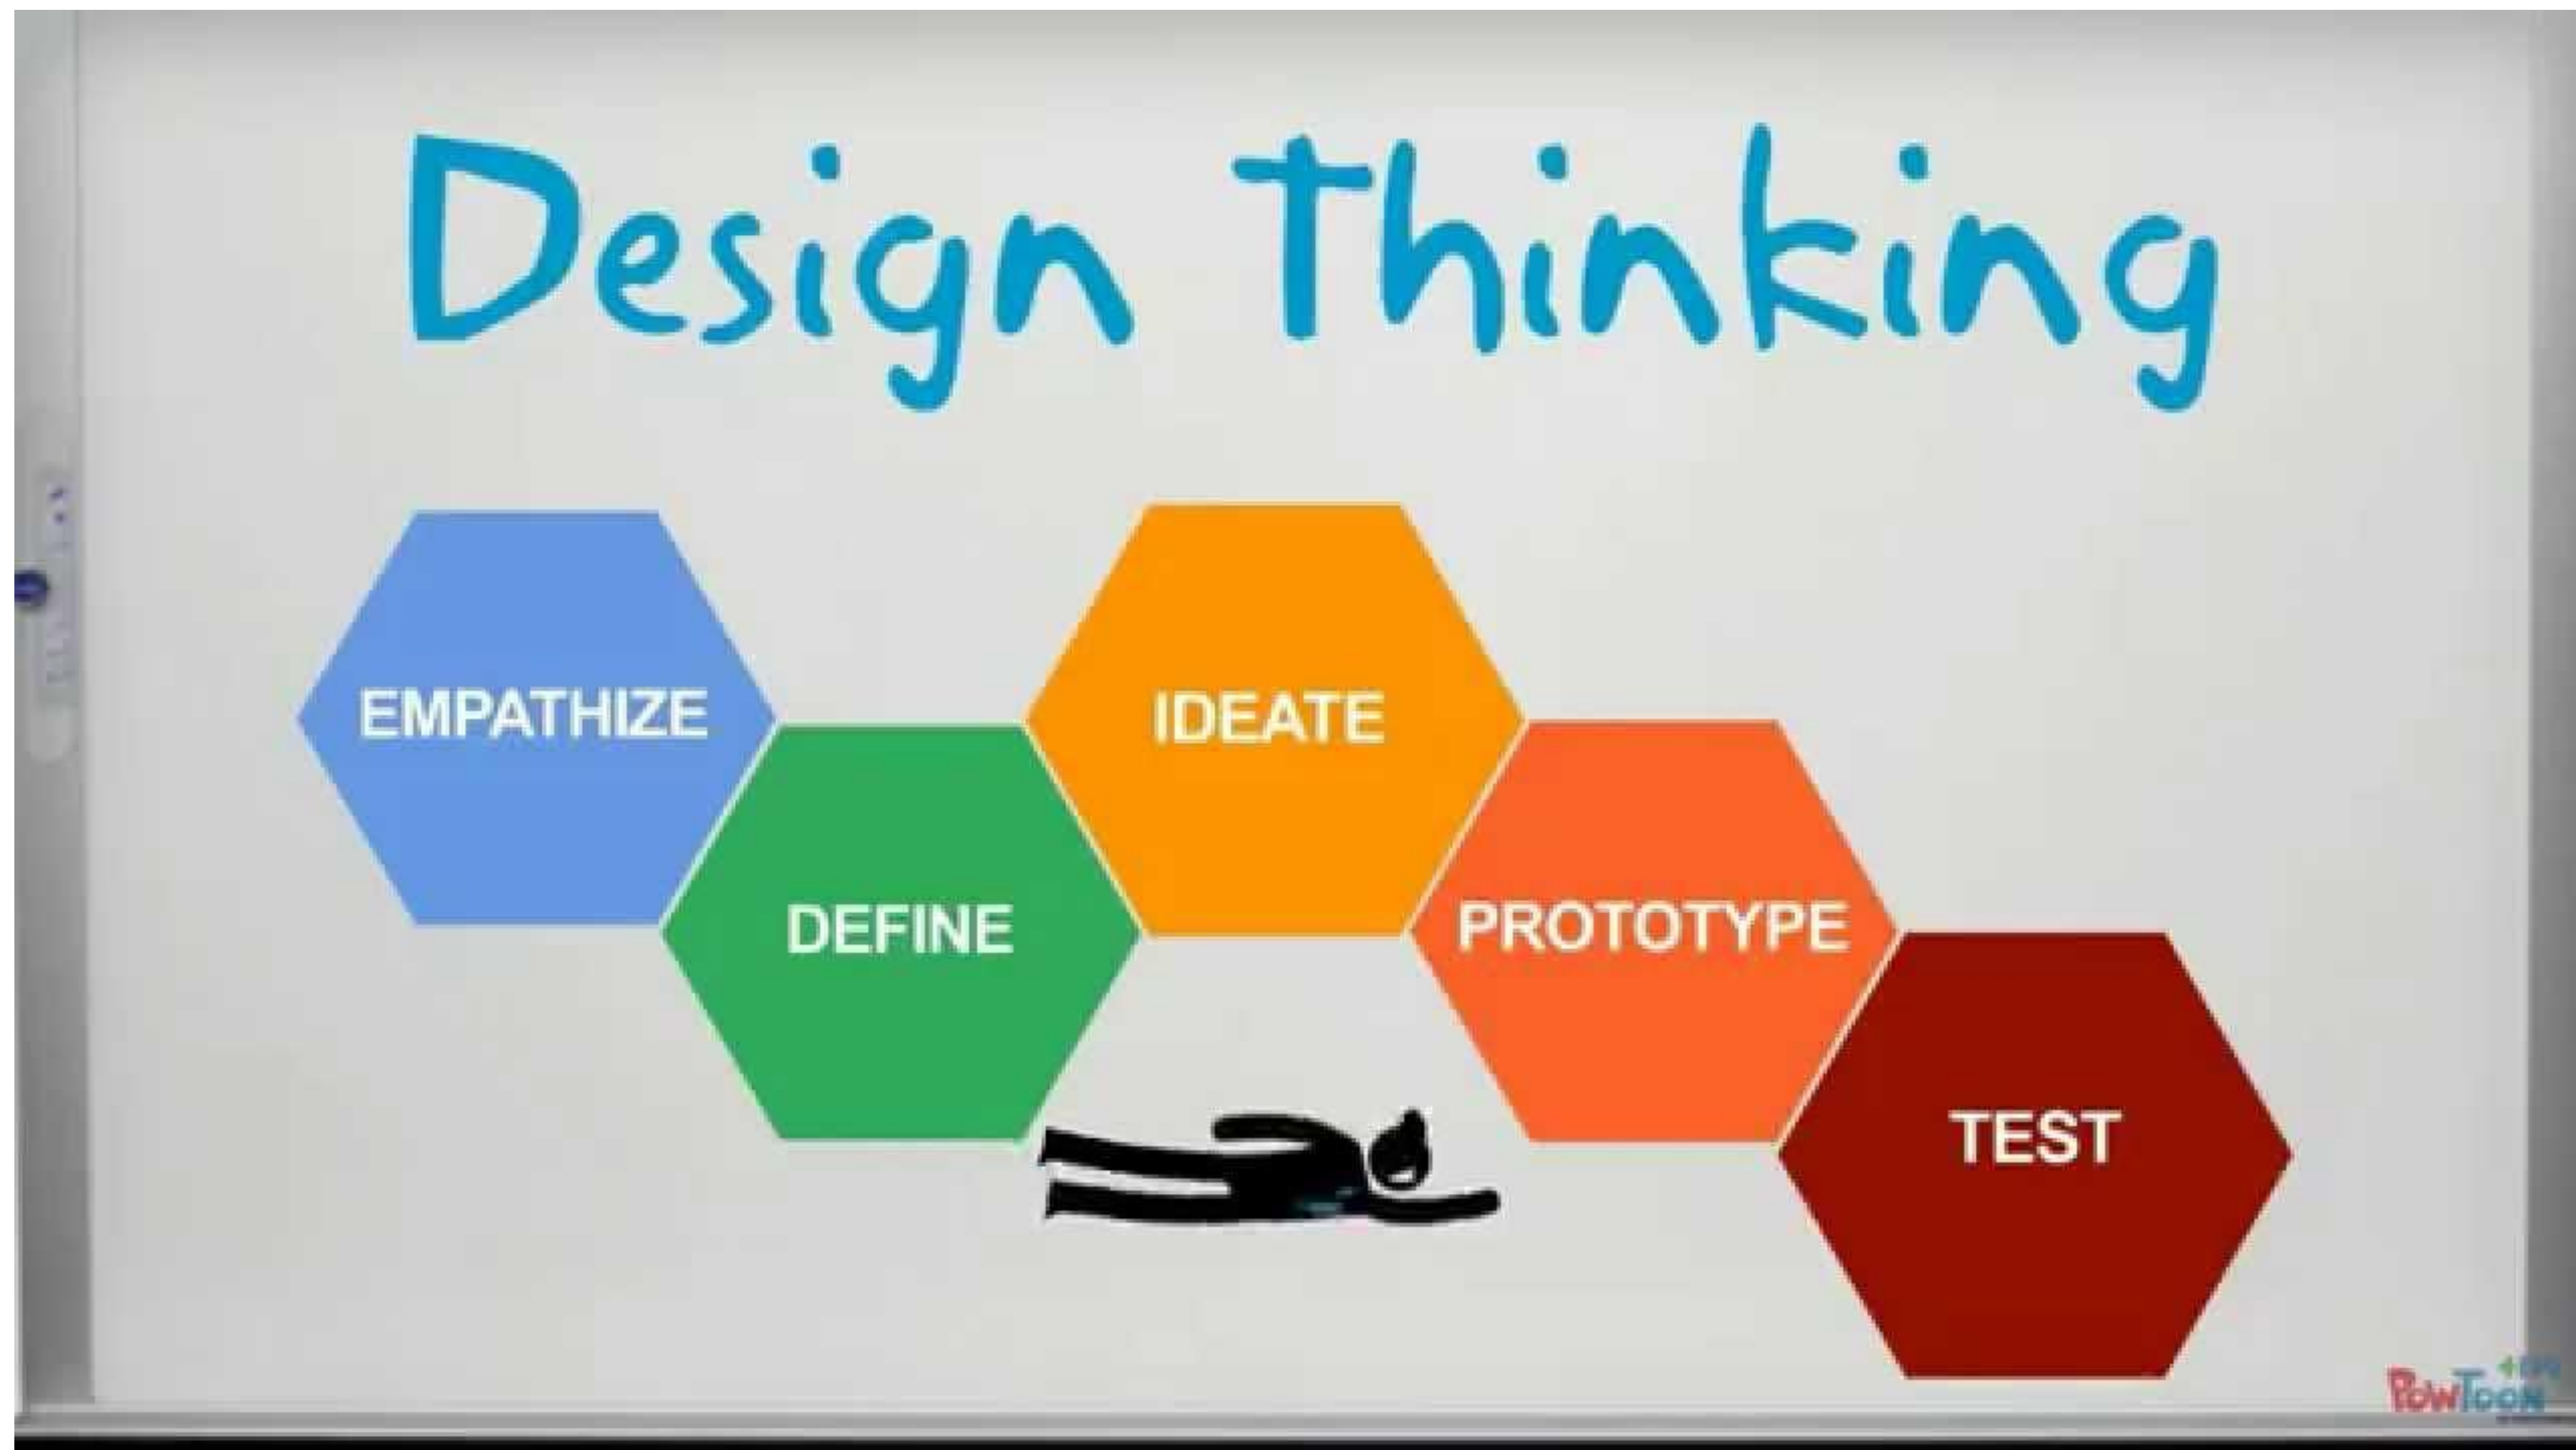 Design Thinking
EMPATHIZE
DEFINE
IDEATE
PROTOTYPE
TEST
POWTOON